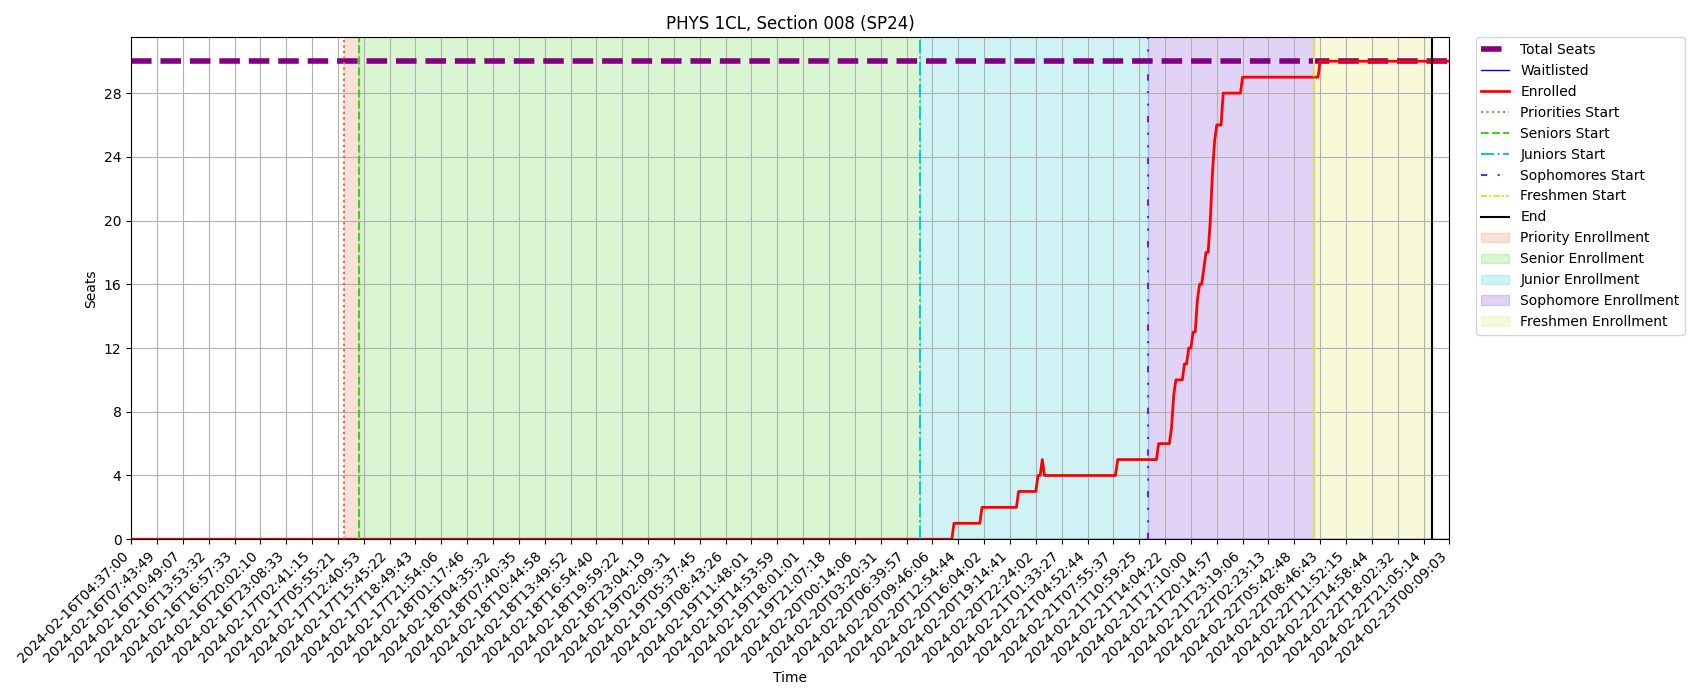 PHYS 1CL, Section 008 (SP24)
Seats
28
24
20
16
12
8
4
0
2024-02-16T04:37:00
2024-02-16T07:43:49
2024-02-16T10:49:07
2024-02-16T13:53:32
2024-02-16T16:57:33
2024-02-16T20:02:10
2024-02-16T23:08:33
2024-02-17T02:41:15
2024-02-17T05:55:21
2024-02-17T12:40:53
2024-02-17T15:45:22
2024-02-17T18:49:43
2024-02-17T21:54:06
2024-02-18T01:17:46
2024-02-18T04:35:32
2024-02-18T07:40:35
2024-02-18T10:44:58
2024-02-18T13:49:52
2024-02-18T16:54:40
2024-02-18T19:59:22
2024-02-18T23:04:19
2024-02-19T02:09:31
2024-02-19T05:37:45
2024-02-19T08:43:26
2024-02-19T11:48:01
2024-02-19T14:53:59
2024-02-19T18:01:01
2024-02-19T21:07:18
2024-02-20T00:14:06
2024-02-20T03:20:31
2024-02-20T06:39:57
2024-02-20T09:46:06
2024-02-20T12:54:44
2024-02-20T16:04:02
2024-02-20T19:14:41
2024-02-20T22:24:02
2024-02-21T01:33:27
2024-02-21T04:52:44
2024-02-21T07:55:37
2024-02-21T10:59:25
2024-02-21T14:04:22
2024-02-21T17:10:00
2024-02-21T20:14:57
2024-02-21T23:19:06
2024-02-22T02:23:13
2024-02-22T05:42:48
2024-02-22T08:46:43
2024-02-22T11:52:15
2024-02-22T14:58:44
2024-02-22T18:02:32
2024-02-22T21:05:14
2024-02-23T00:09:03
Time
Total Seats
Waitlisted
Enrolled
Priorities Start
Seniors Start
Juniors Start
Sophomores Start
Freshmen Start
End
Priority Enrollment
Senior Enrollment
Junior Enrollment
Sophomore Enrollment
Freshmen Enrollment